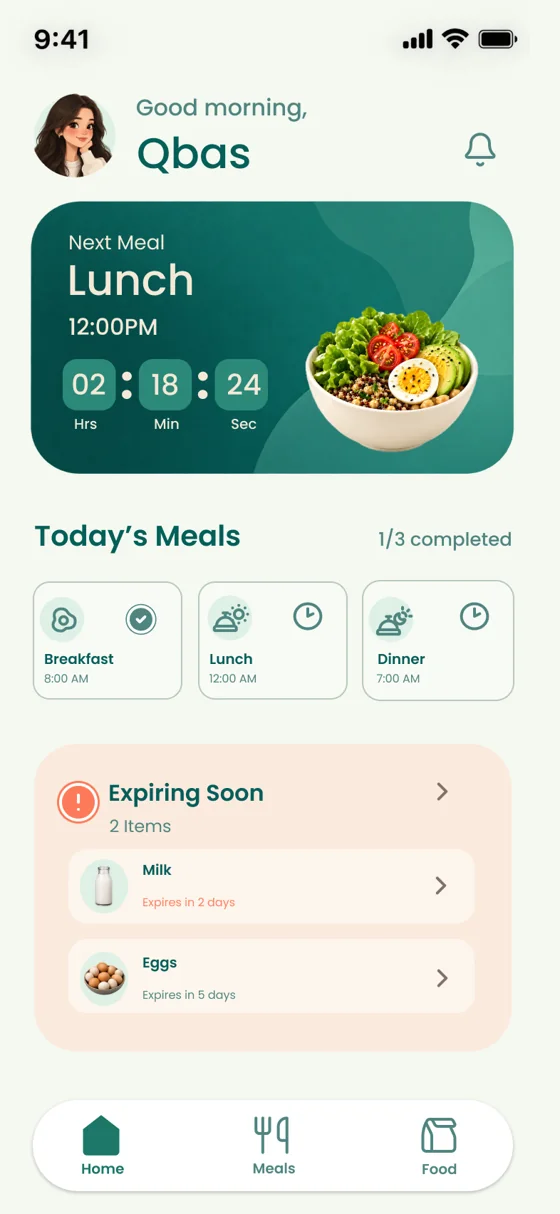 9:41
Good morning,
Qbas
Next Meal
Lunch
12:00PM
02 : 18 : 24
Hrs Min Sec
Today’s Meals
1/3 completed
Breakfast
8:00 AM
Lunch
12:00 AM
Dinner
7:00 AM
!
Expiring Soon
2 Items
Milk
Expires in 2 days
Eggs
Expires in 5 days
Home
Meals
Food